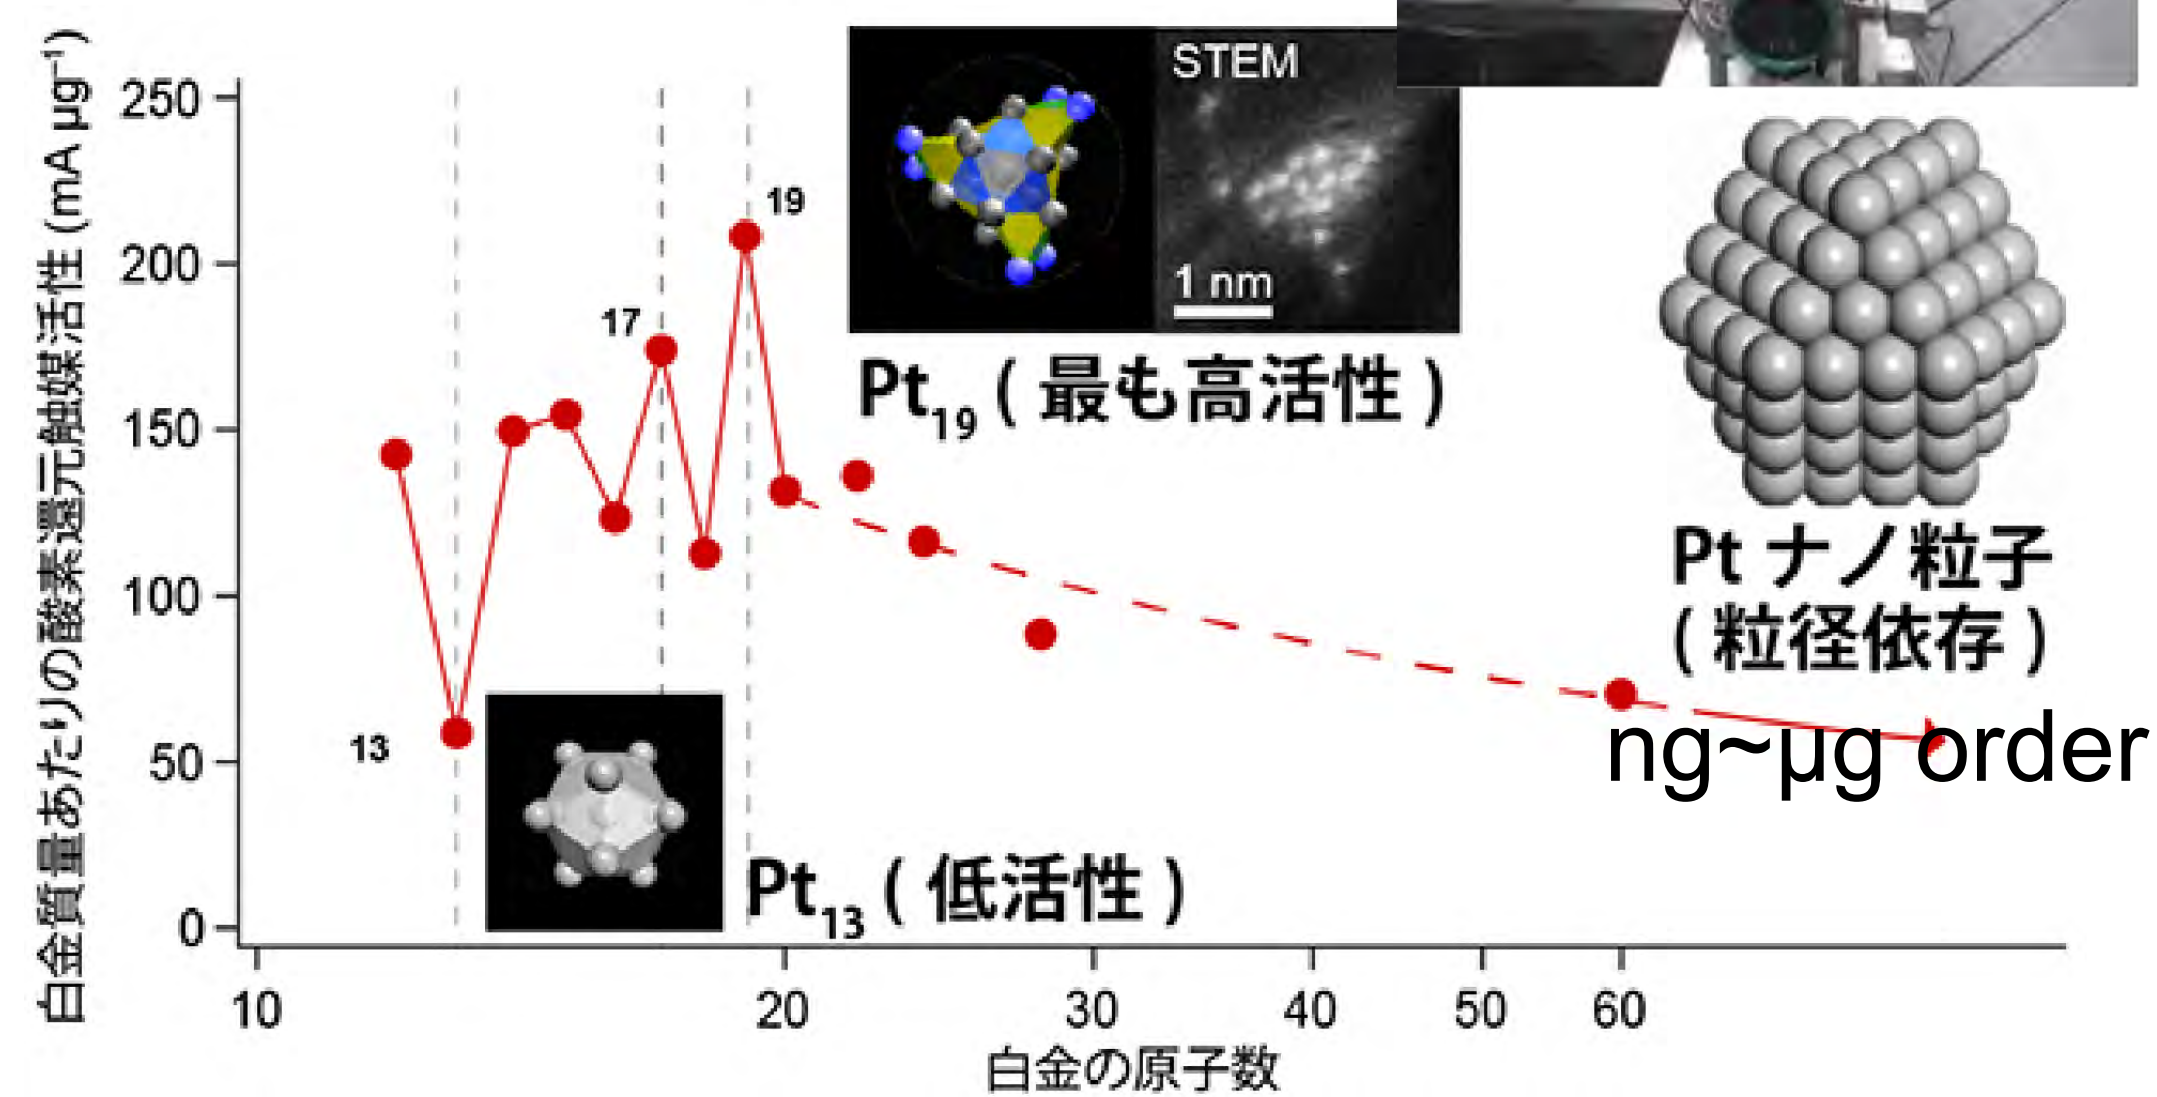 白金質量あたりの酸素還元触媒活性 (mA µg⁻¹)
250
200
150
100
50
0
13
17
19
STEM
1 nm
Pt₁₉ ( 最も高活性 )
Pt ナノ粒子
( 粒径依存 )
ng~µg order
Pt₁₃ ( 低活性 )
10 20 30 40 50 60
白金の原子数